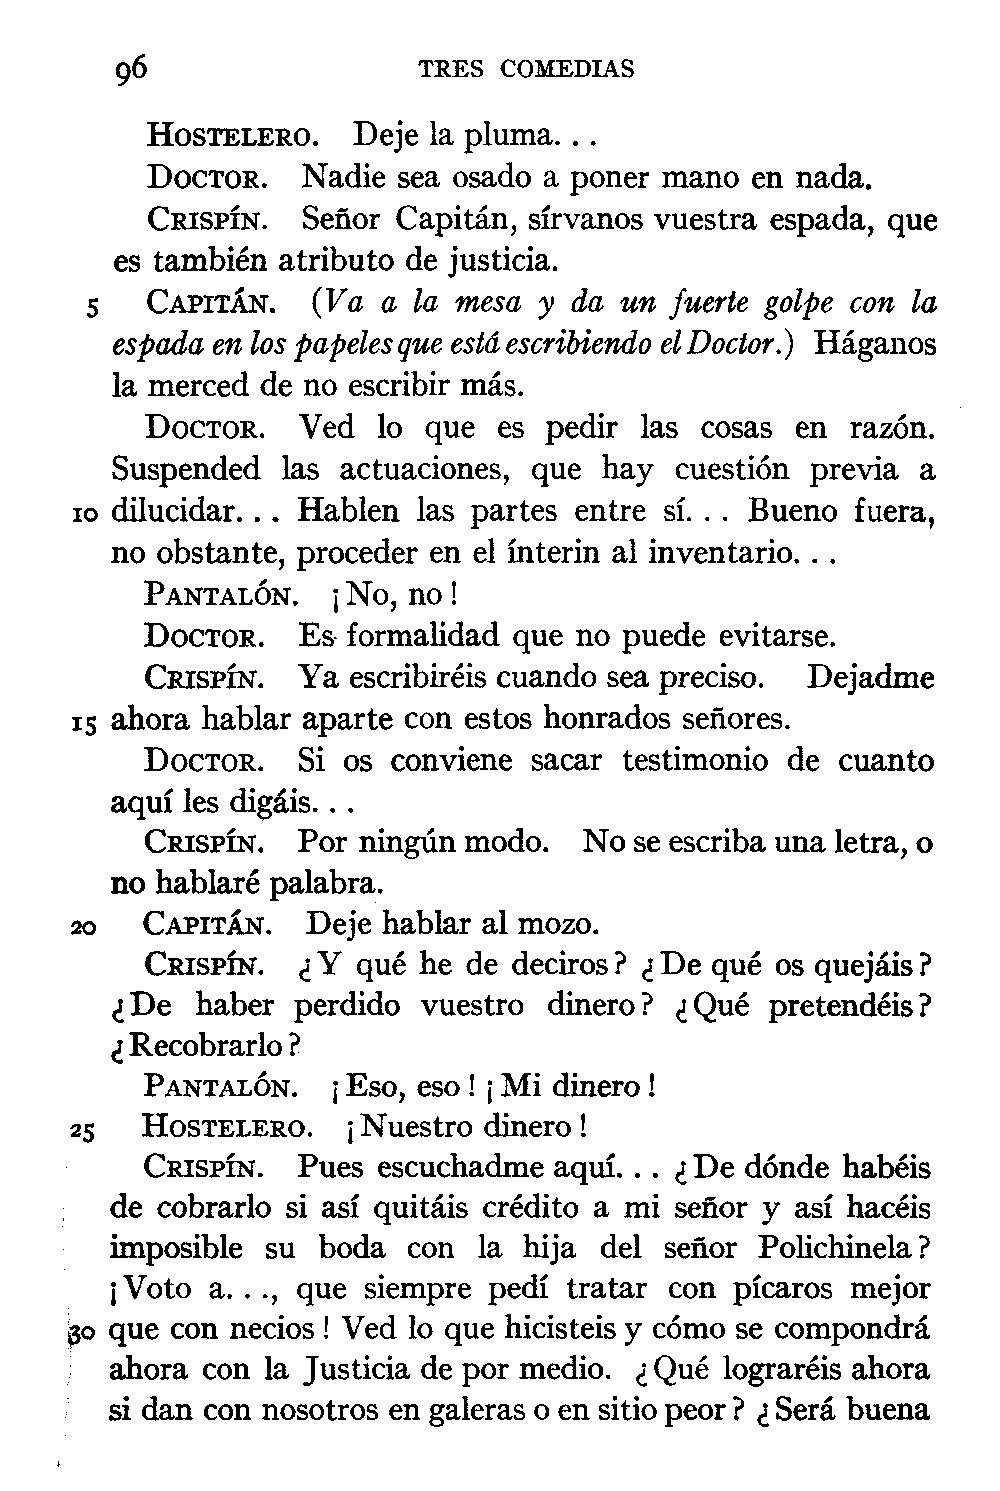 96 TRES COMEDIAS
HOSTELERO. Deje la pluma. . .
DOCTOR. Nadie sea osado a poner mano en nada.
CRISPÍN. Señor Capitán, sírvanos vuestra espada, que
es también atributo de justicia.
5 CAPITÁN. (Va a la mesa y da un fuerte golpe con la
espada en los papeles que está escribiendo el Doctor.) Háganos
la merced de no escribir más.
DOCTOR. Ved lo que es pedir las cosas en razón.
Suspended las actuaciones, que hay cuestión previa a
10 dilucidar. . . Hablen las partes entre sí. . . Bueno fuera,
no obstante, proceder en el ínterin al inventario. . .
PANTALÓN. ¡No, no!
DOCTOR. Es formalidad que no puede evitarse.
CRISPÍN. Ya escribiréis cuando sea preciso. Dejadme
15 ahora hablar aparte con estos honrados señores.
DOCTOR. Si os conviene sacar testimonio de cuanto
aquí les digáis. . .
CRISPÍN. Por ningún modo. No se escriba una letra, o
no hablaré palabra.
20 CAPITÁN. Deje hablar al mozo.
CRISPÍN. ¿Y qué he de deciros? ¿De qué os quejáis?
¿De haber perdido vuestro dinero? ¿Qué pretendéis?
¿Recobrarlo?
PANTALÓN. ¡Eso, eso! ¡Mi dinero!
25 HOSTELERO. ¡Nuestro dinero!
CRISPÍN. Pues escuchadme aquí. . . ¿De dónde habéis
de cobrarlo si así quitáis crédito a mi señor y así hacéis
imposible su boda con la hija del señor Polichinela?
¡Voto a. . ., que siempre pedí tratar con pícaros mejor
30 que con necios! Ved lo que hicisteis y cómo se compondrá
ahora con la Justicia de por medio. ¿Qué lograréis ahora
si dan con nosotros en galeras o en sitio peor? ¿Será buena